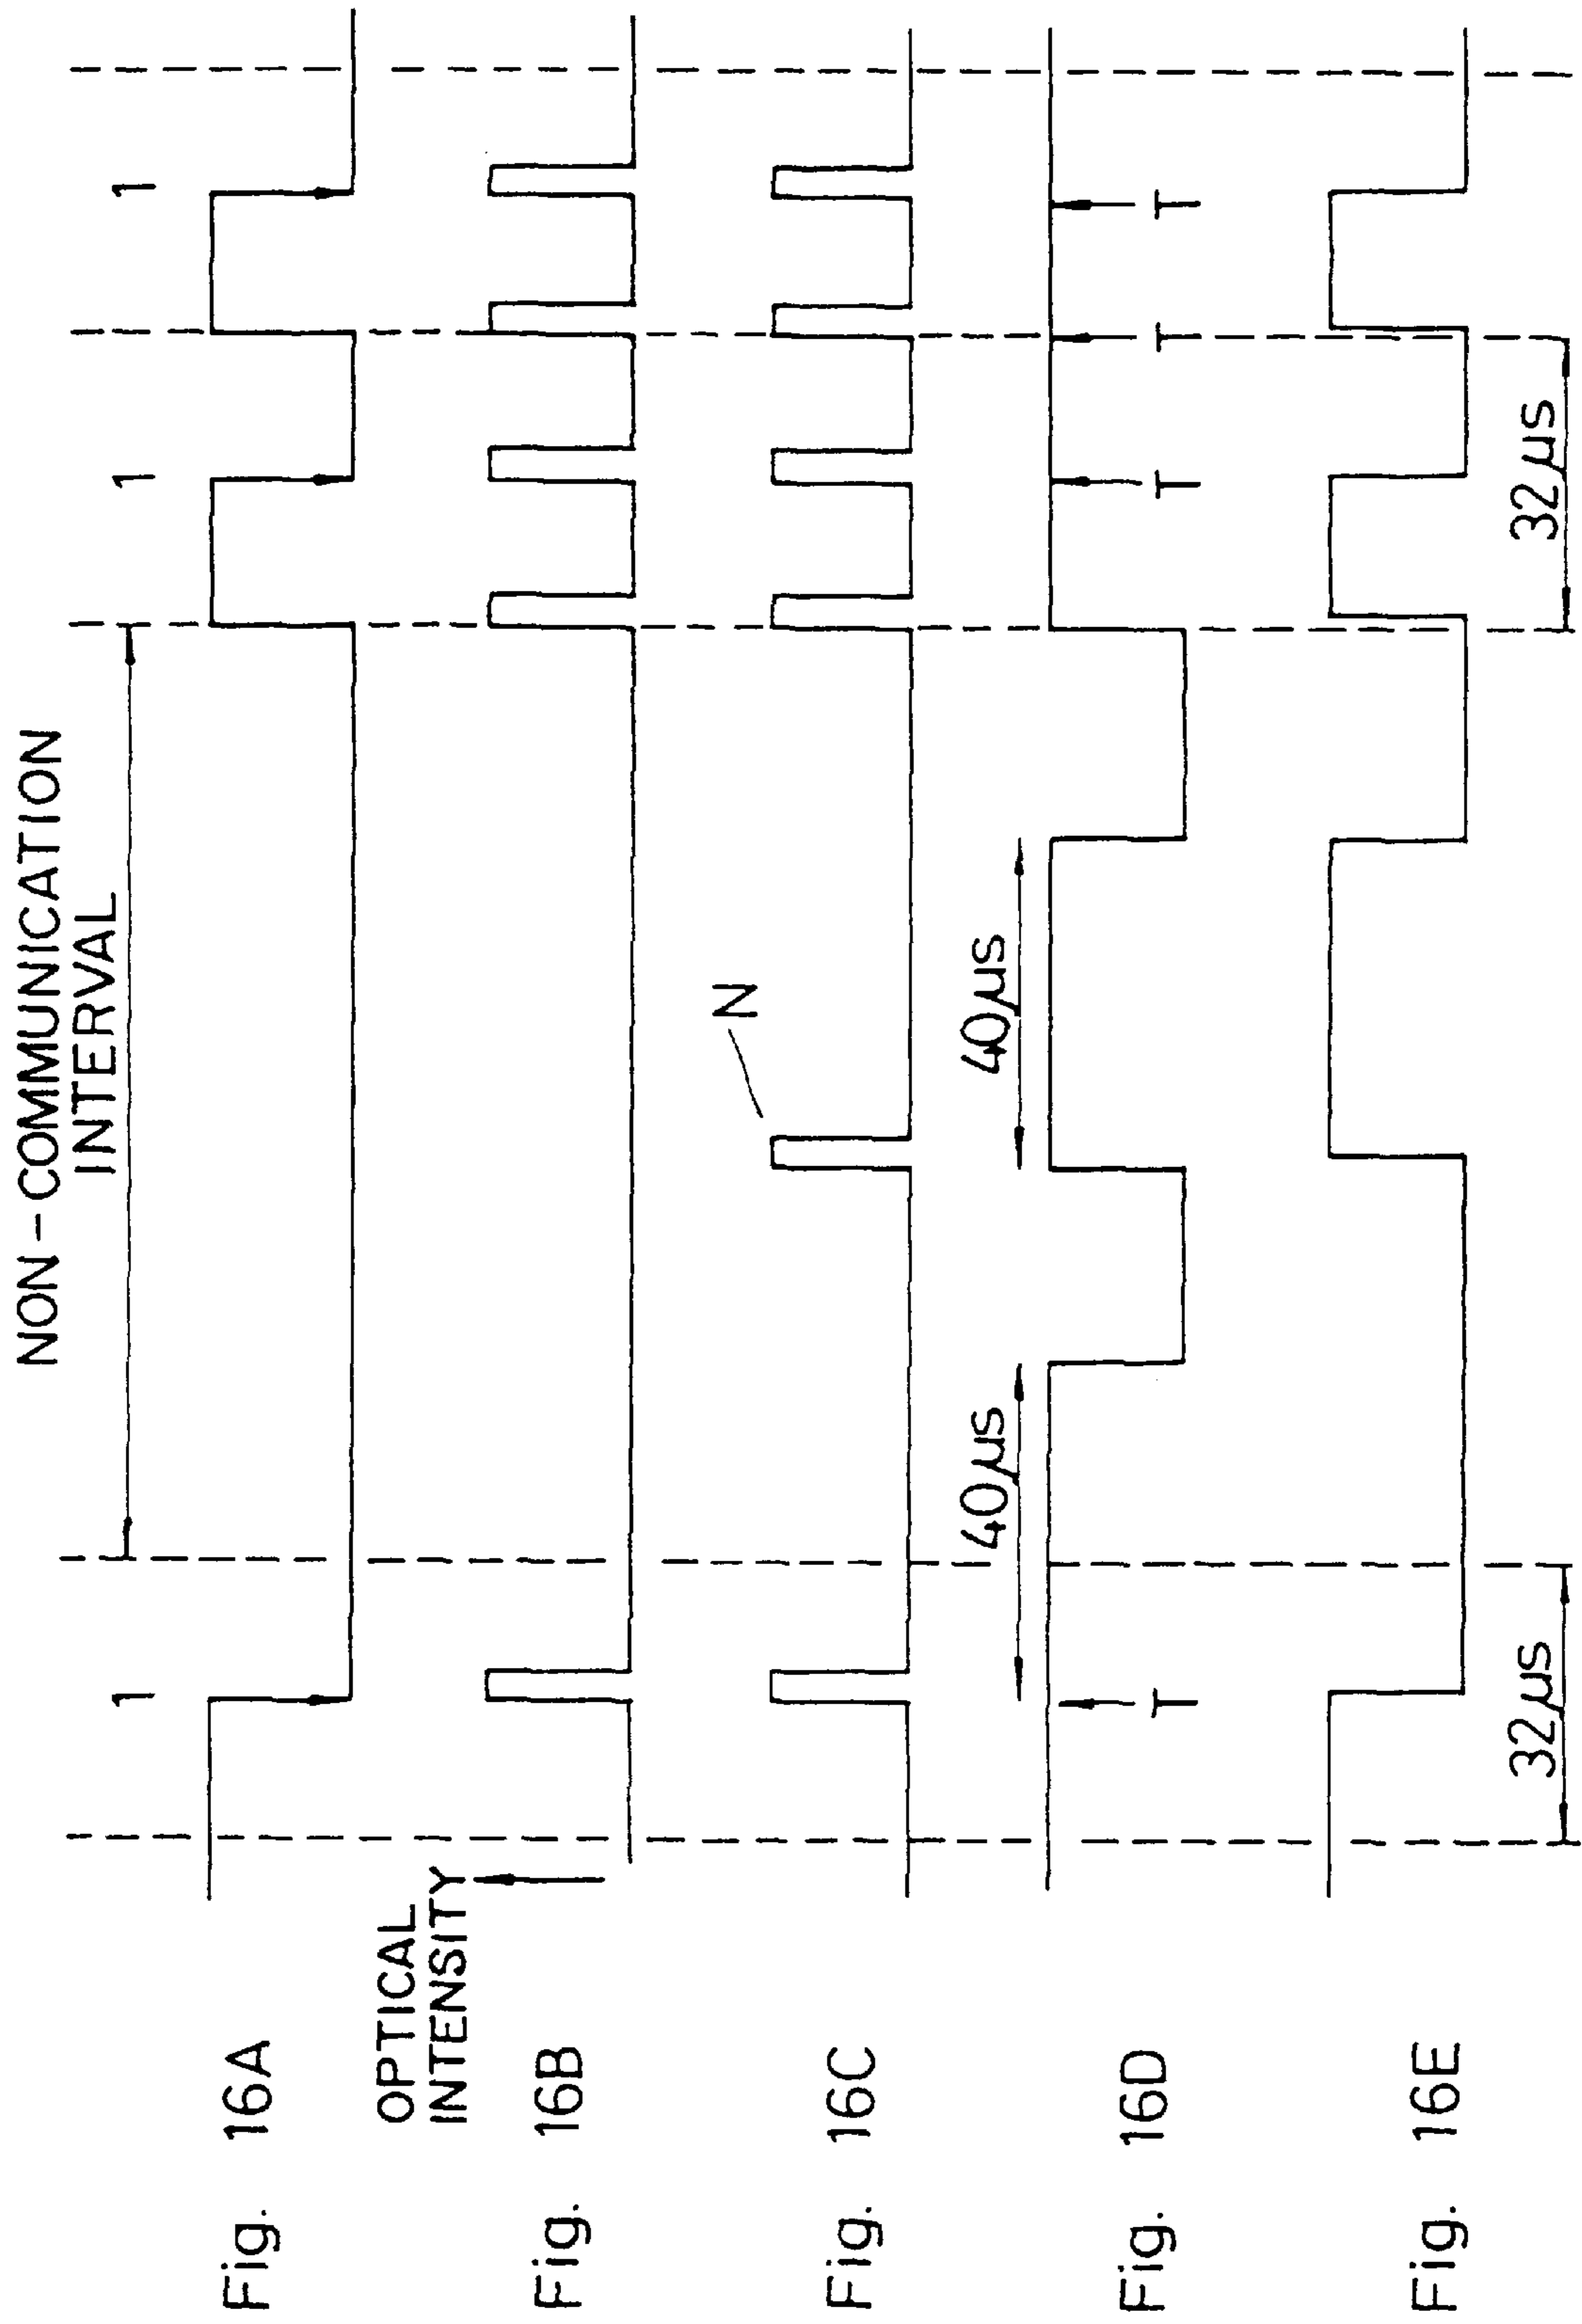 NON-COMMUNICATION
INTERVAL
1
1
1
Fig. 16A
OPTICAL
INTENSITY
Fig. 16B
N
Fig. 16C
40μs
40μs
Fig. 16D
T
T
T
T
Fig. 16E
32μs
32μs